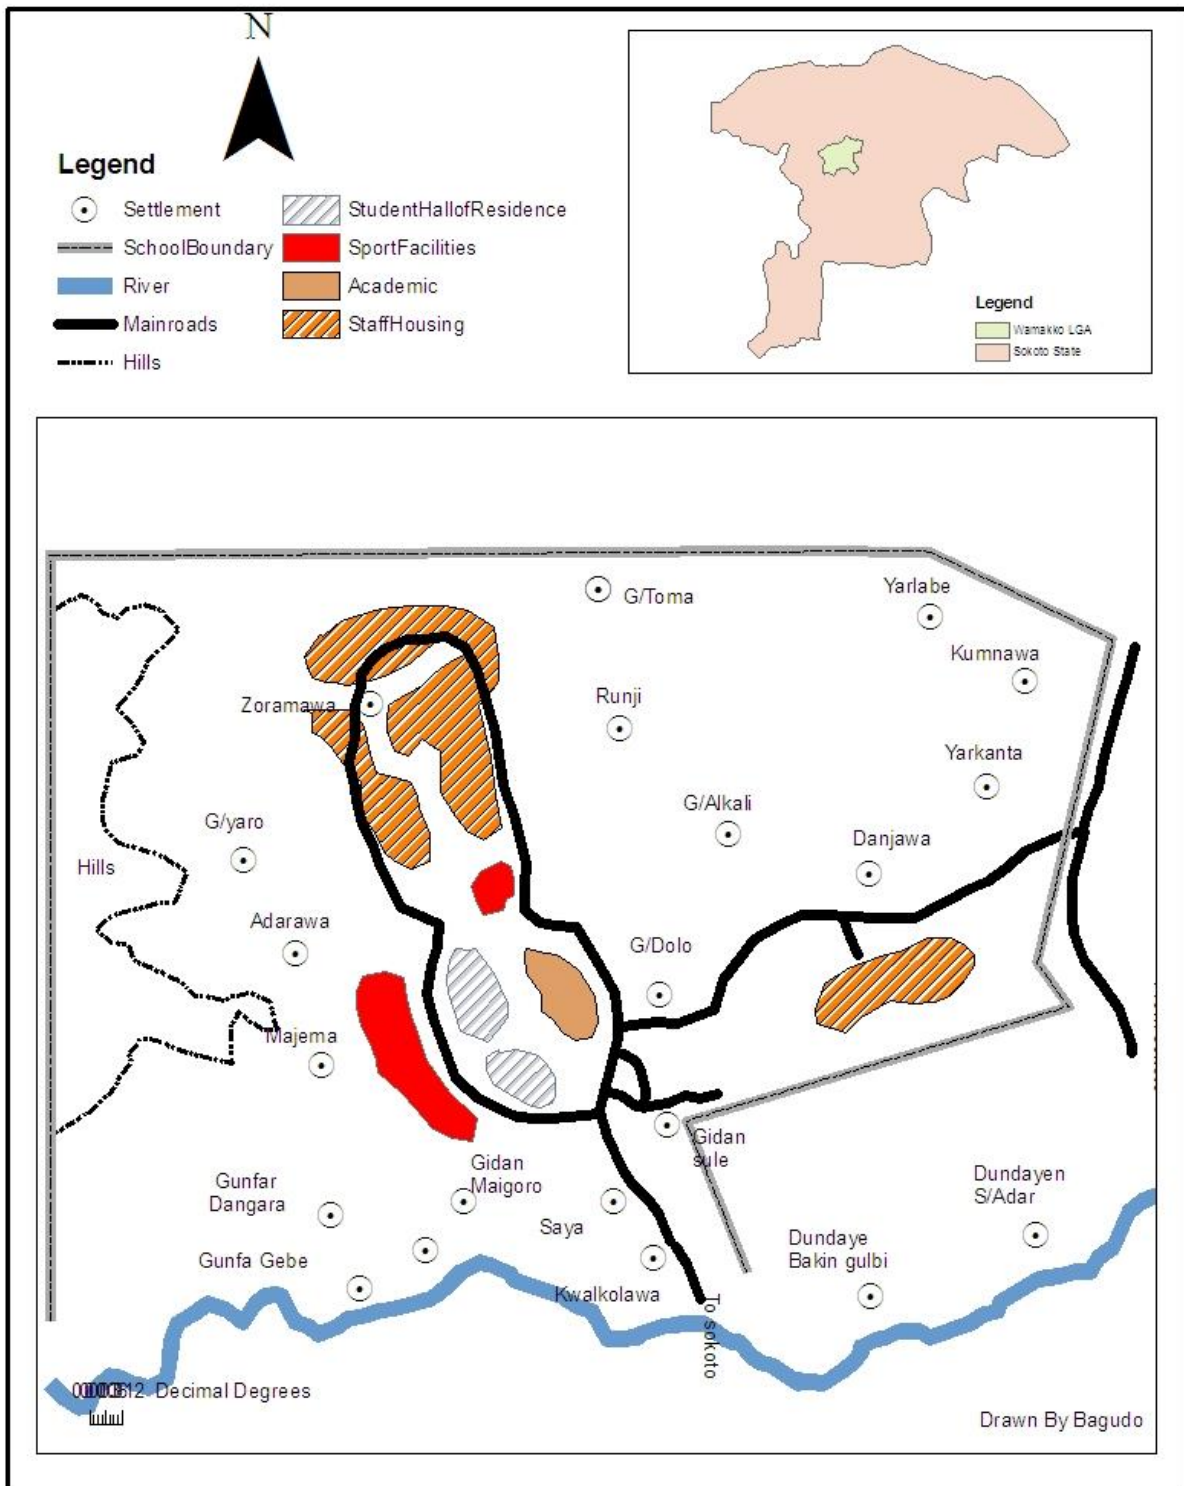 N
Legend
Settlement
SchoolBoundary
River
Mainroads
Hills
StudentHallofResidence
SportFacilities
Academic
StaffHousing
Legend
Wamakko LGA
Sokoto State
G/Toma
Yarlabe
Kumnawa
Zoramawa
Runji
Yarkanta
G/Alkali
G/yaro
Danjawa
Hills
Adarawa
G/Dolo
Majema
Gidan
sule
Gidan
Maigoro
Gunfar
Dangara
Dundayen
S/Adar
Saya
Dundaye
Bakin gulbi
Gunfa Gebe
Kwalkolawa
To sokoto
Decimal Degrees
Drawn By Bagudo